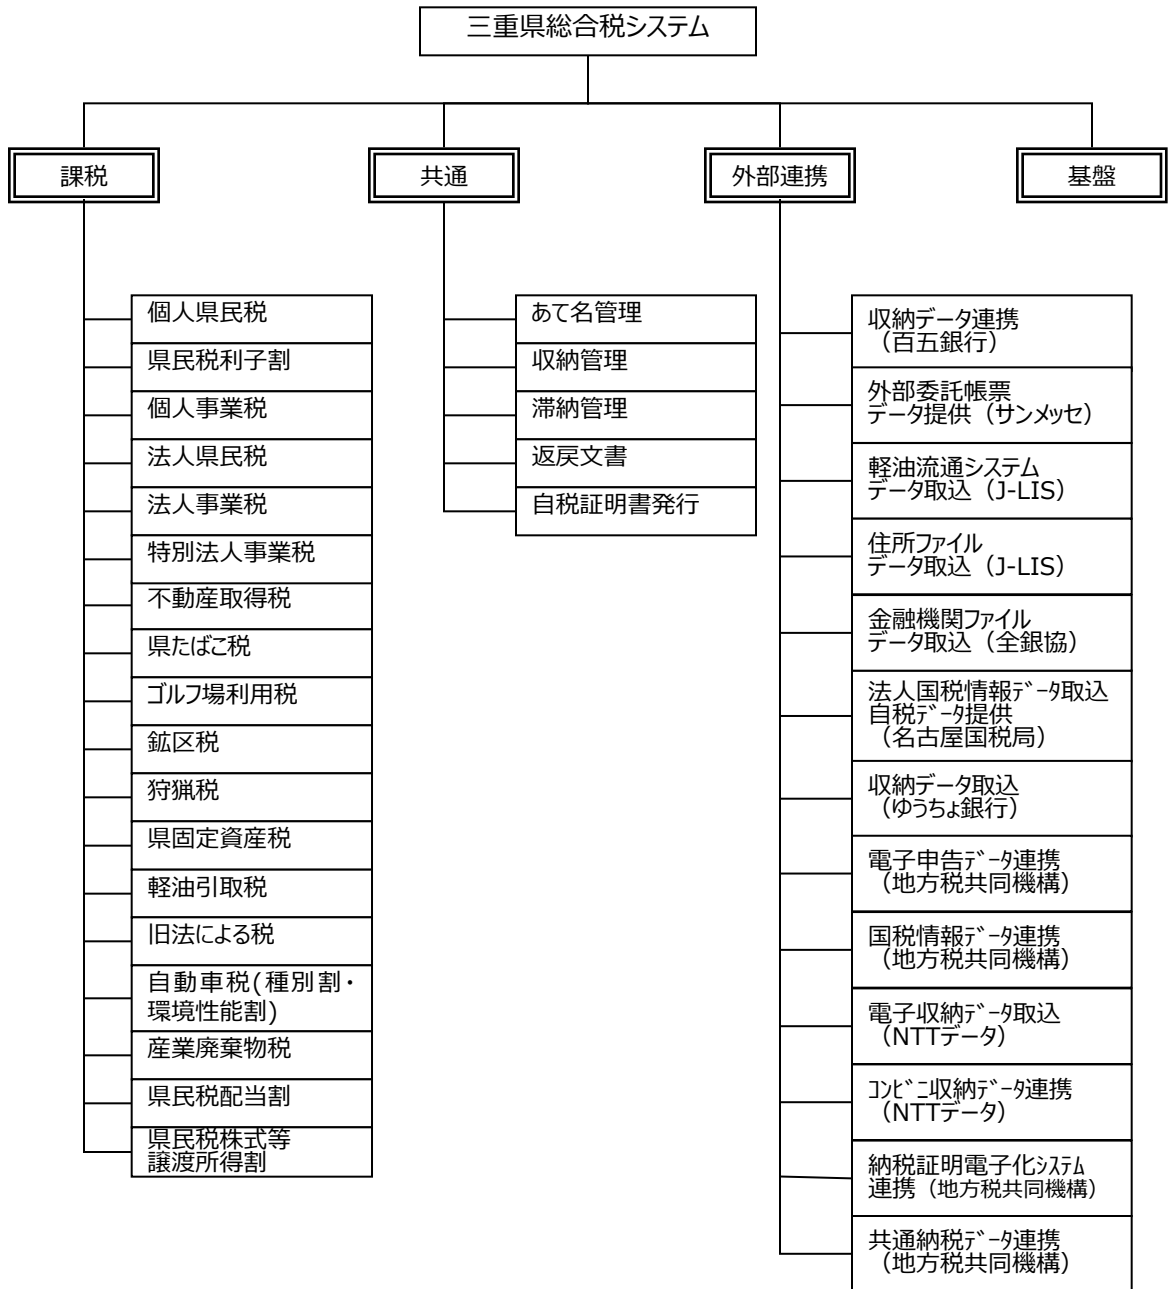 三重県総合税システム
課税
共通
外部連携
基盤
個人県民税
県民税利子割
個人事業税
法人県民税
法人事業税
特別法人事業税
不動産取得税
県たばこ税
ゴルフ場利用税
鉱区税
狩猟税
県固定資産税
軽油引取税
旧法による税
自動車税(種別割・
環境性能割)
産業廃棄物税
県民税配当割
県民税株式等
譲渡所得割
あて名管理
収納管理
滞納管理
返戻文書
自税証明書発行
収納データ連携
(百五銀行)
外部委託帳票
データ提供(サンメッセ)
軽油流通システム
データ取込(J-LIS)
住所ファイル
データ取込(J-LIS)
金融機関ファイル
データ取込(全銀協)
法人国税情報ﾃﾞｰﾀ取込
自税ﾃﾞｰﾀ提供
(名古屋国税局)
収納データ取込
(ゆうちょ銀行)
電子申告ﾃﾞｰﾀ連携
(地方税共同機構)
国税情報ﾃﾞｰﾀ連携
(地方税共同機構)
電子収納ﾃﾞｰﾀ取込
(NTTデータ)
ｺﾝﾋﾞﾆ収納ﾃﾞｰﾀ連携
(NTTデータ)
納税証明電子化ｼｽﾃﾑ
連携(地方税共同機構)
共通納税ﾃﾞｰﾀ連携
(地方税共同機構)